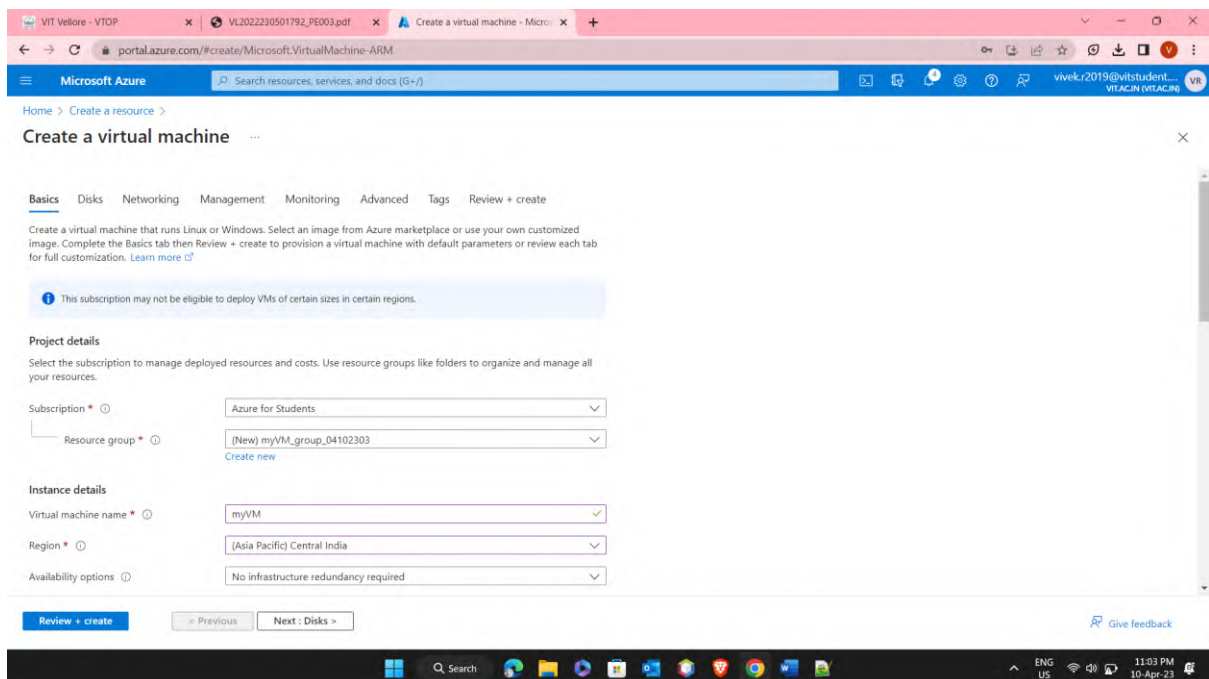 VIT Vellore - VTOP
VL2022230501792_PE003.pdf
Create a virtual machine - Micro
portal.azure.com/#create/Microsoft.VirtualMachine-ARM
V
Microsoft Azure
Search resources, services, and docs (G+/)
4
vivek.r2019@vitstudent....
VIT.AC.IN (VIT.AC.IN)
VR
Home > Create a resource >
Create a virtual machine ...
Basics Disks Networking Management Monitoring Advanced Tags Review + create
Create a virtual machine that runs Linux or Windows. Select an image from Azure marketplace or use your own customized
image. Complete the Basics tab then Review + create to provision a virtual machine with default parameters or review each tab
for full customization. Learn more
This subscription may not be eligible to deploy VMs of certain sizes in certain regions.
Project details
Select the subscription to manage deployed resources and costs. Use resource groups like folders to organize and manage all
your resources.
Subscription * Azure for Students
Resource group * (New) myVM_group_04102303
Create new
Instance details
Virtual machine name * myVM
Region * (Asia Pacific) Central India
Availability options No infrastructure redundancy required
Review + create < Previous Next : Disks > Give feedback
Search
ENG
US
11:03 PM
10-Apr-23